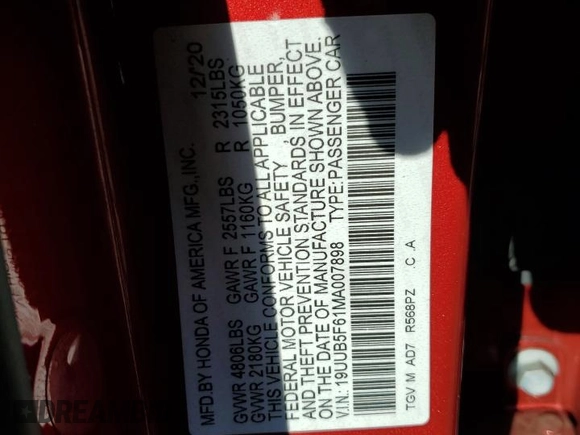 MFD.BY HONDA OF AMERICA MFG.,INC. 12/20
GVWR 4806LBS GAWR F 2557LBS R 2315LBS
GVWR 2180KG GAWR F 1160KG R 1050KG
THIS VEHICLE CONFORMS TO ALL APPLICABLE
FEDERAL MOTOR VEHICLE SAFETY , BUMPER,
AND THEFT PREVENTION STANDARDS IN EFFECT
ON THE DATE OF MANUFACTURE SHOWN ABOVE.
V.I.N.: 19UUB5F61MA007898 TYPE:PASSENGER CAR
TGV M AD7 R568PZ .C .A